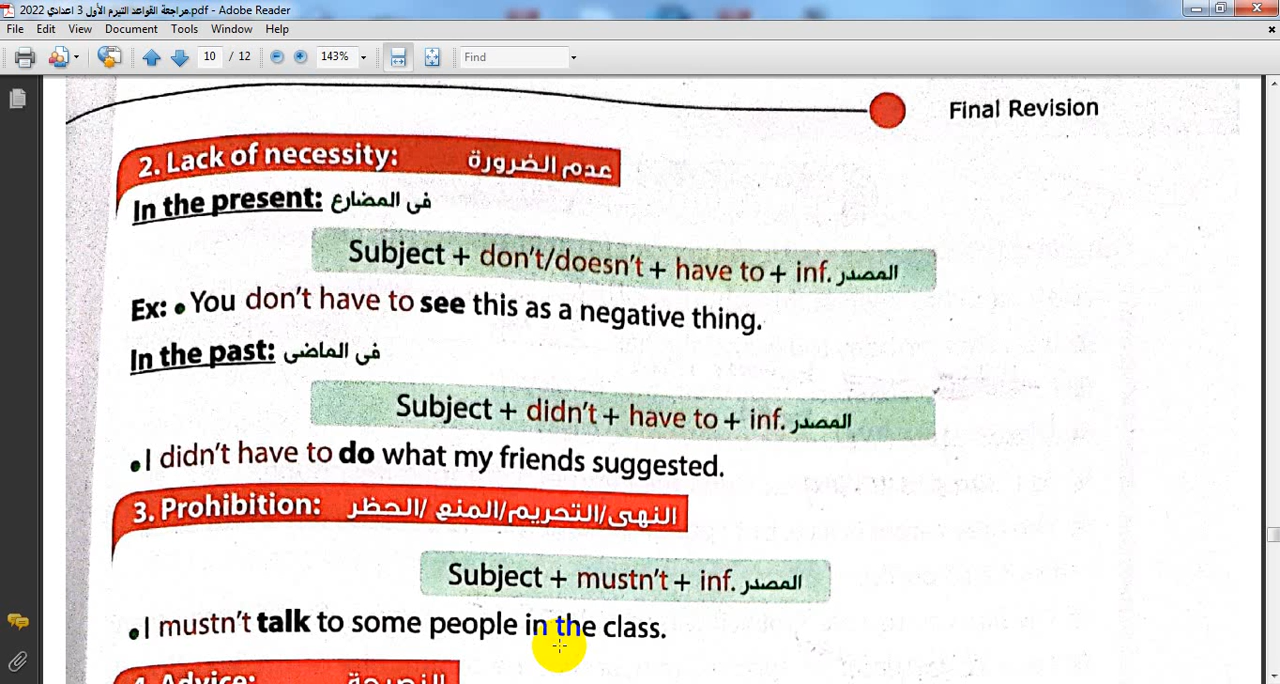 مراجعة القواعد التيرم الأول 3 اعدادي 2022.pdf - Adobe Reader
File Edit View Document Tools Window Help
10 / 12 143% Find
Final Revision
2. Lack of necessity: عدم الضرورة
In the present: فى المضارع
Subject + don't/doesn't + have to + inf. المصدر
Ex: • You don't have to see this as a negative thing.
In the past: فى الماضى
Subject + didn't + have to + inf. المصدر
• I didn't have to do what my friends suggested.
3. Prohibition: النهى/التحريم/المنع /الحظر
Subject + mustn't + inf. المصدر
• I mustn't talk to some people in the class.
4. Advice: النصيحة